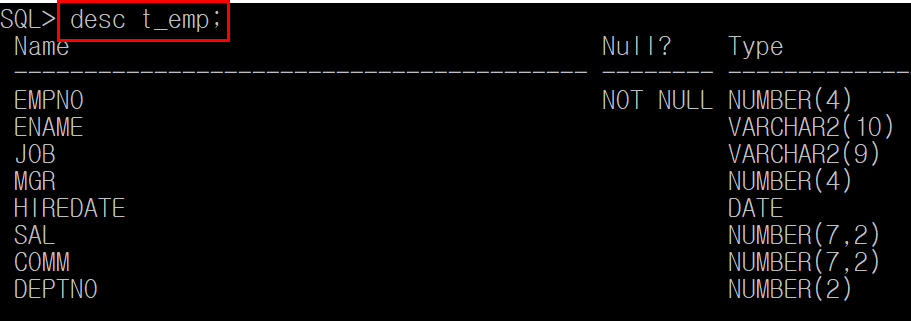 SQL> desc t_emp;
Name Null? Type
----------------------------------------- -------- -------------
EMPNO NOT NULL NUMBER(4)
ENAME VARCHAR2(10)
JOB VARCHAR2(9)
MGR NUMBER(4)
HIREDATE DATE
SAL NUMBER(7,2)
COMM NUMBER(7,2)
DEPTNO NUMBER(2)